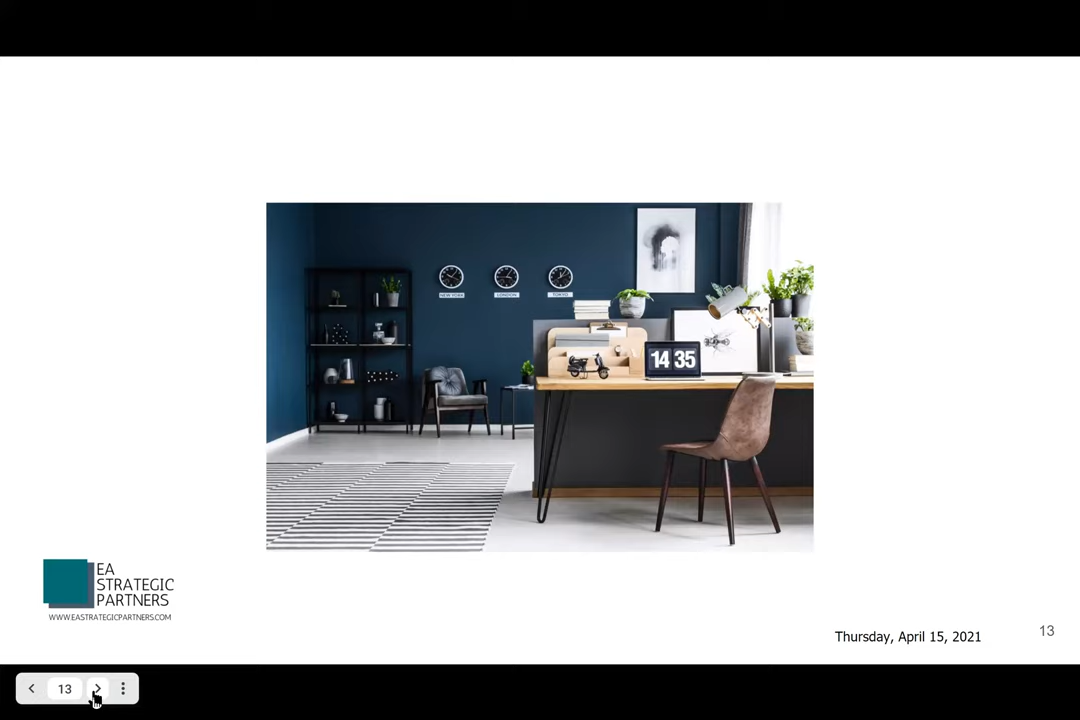 NEW YORK
LONDON
TOKYO
14 35
EA
STRATEGIC
PARTNERS
WWW.EASTRATEGICPARTNERS.COM
Thursday, April 15, 2021
13
13